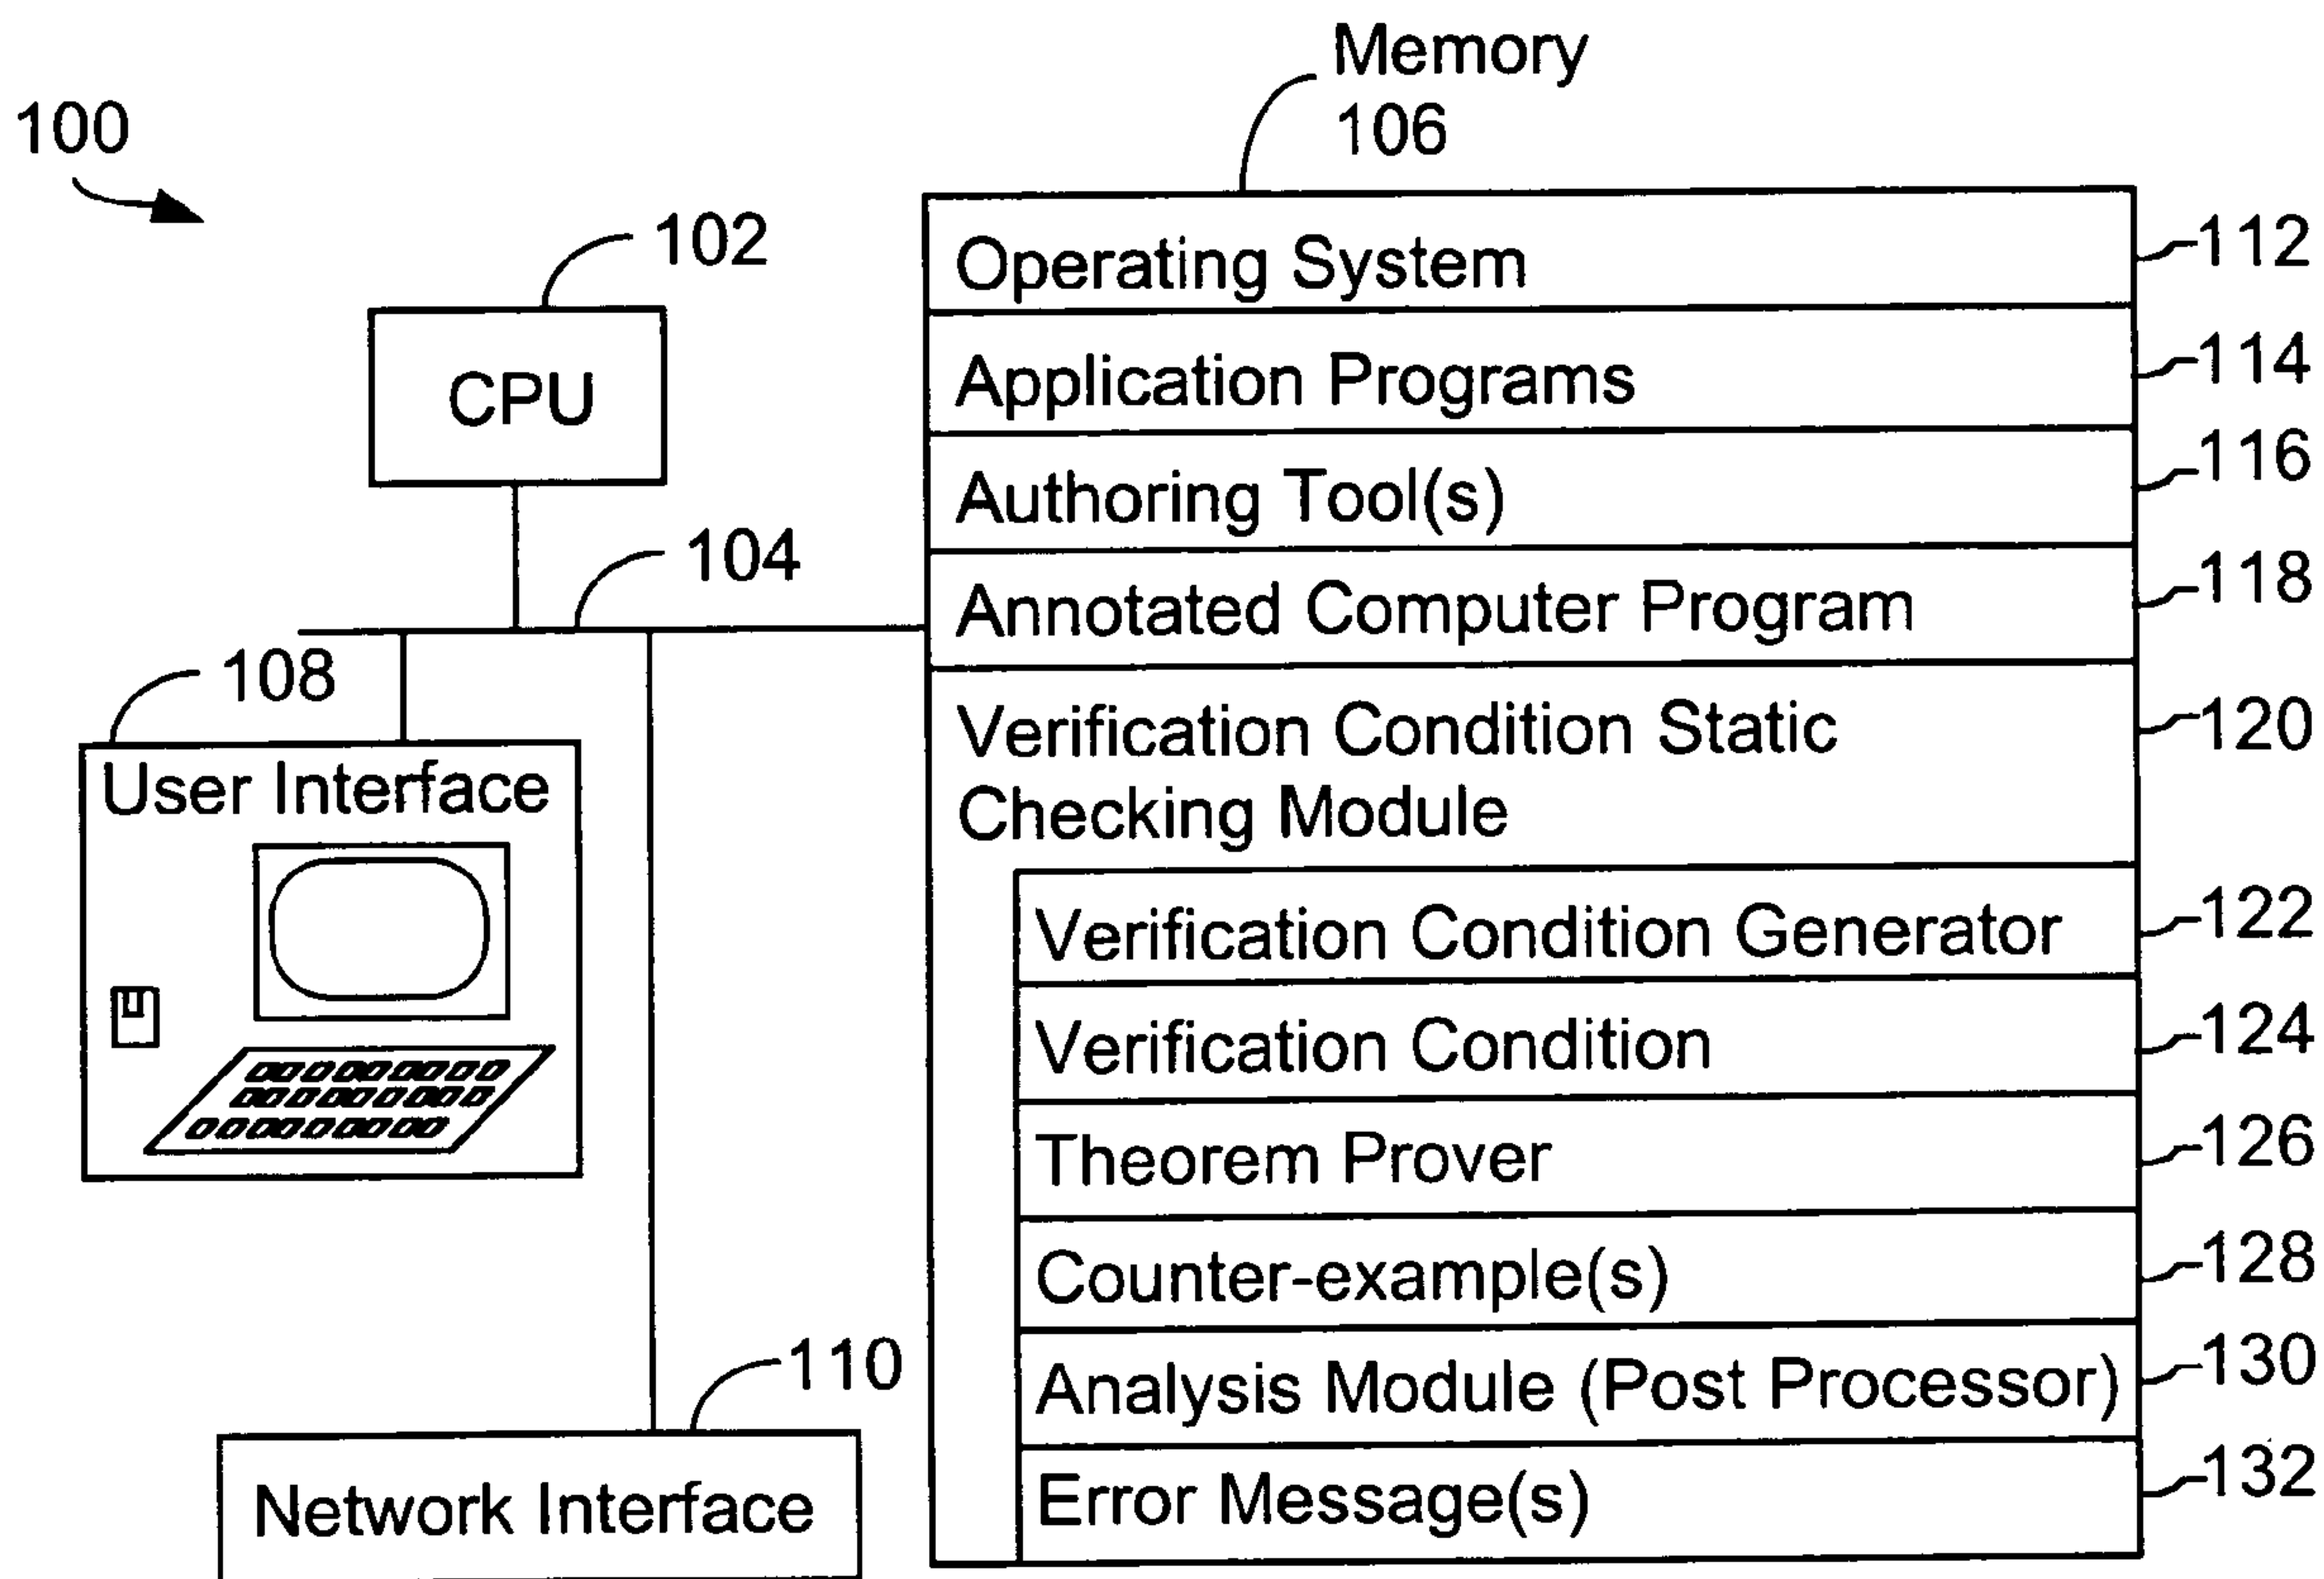 Memory
106
100
102
CPU
104
108
User Interface
110
Network Interface
Operating System
112
Application Programs
114
Authoring Tool(s)
116
Annotated Computer Program
118
Verification Condition Static
Checking Module
120
Verification Condition Generator
122
Verification Condition
124
Theorem Prover
126
Counter-example(s)
128
Analysis Module (Post Processor)
130
Error Message(s)
132